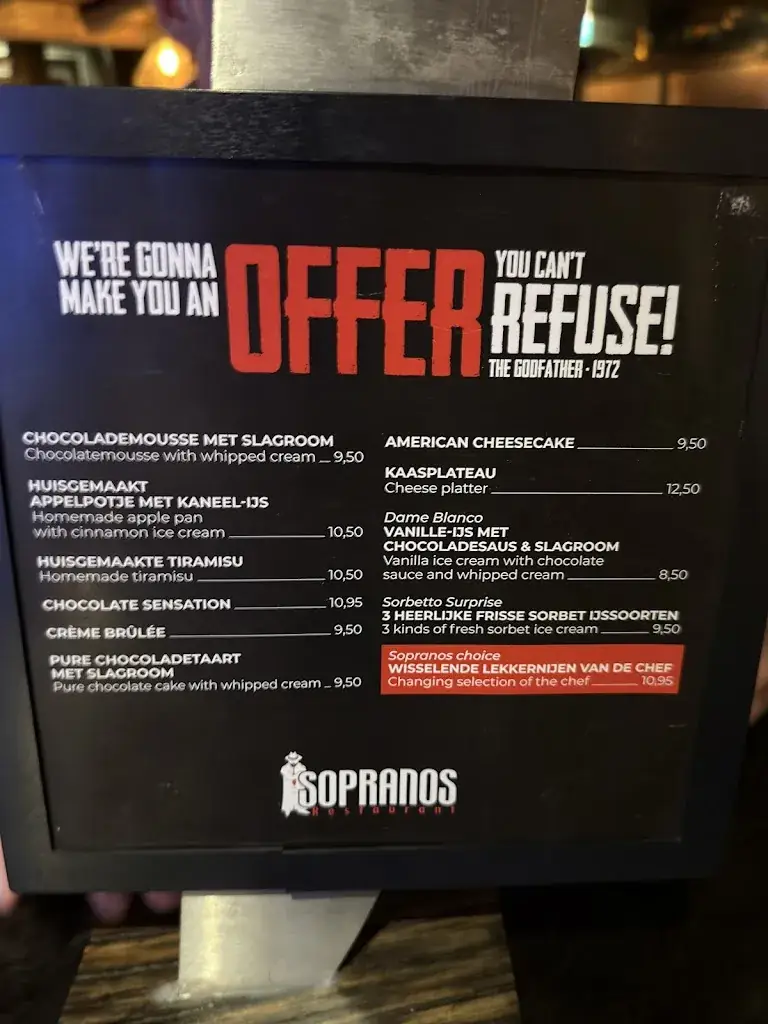 WE'RE GONNA
MAKE YOU AN
OFFER
YOU CAN'T
REFUSE!
THE GODFATHER - 1972
CHOCOLADEMOUSSE MET SLAGROOM
Chocolatemousse with whipped cream 9,50
HUISGEMAAKT
APPELPOTJE MET KANEEL-IJS
Homemade apple pan
with cinnamon ice cream 10,50
HUISGEMAAKTE TIRAMISU
Homemade tiramisu 10,50
CHOCOLATE SENSATION 10,95
CRÈME BRÛLÉE 9,50
PURE CHOCOLADETAART
MET SLAGROOM
Pure chocolate cake with whipped cream 9,50
AMERICAN CHEESECAKE 9,50
KAASPLATEAU
Cheese platter 12,50
Dame Blanco
VANILLE-IJS MET
CHOCOLADESAUS & SLAGROOM
Vanilla ice cream with chocolate
sauce and whipped cream 8,50
Sorbetto Surprise
3 HEERLIJKE FRISSE SORBET IJSSOORTEN
3 kinds of fresh sorbet ice cream 9,50
Sopranos choice
WISSELENDE LEKKERNIJEN VAN DE CHEF
Changing selection of the chef 10,95
SOPRANOS
Restaurant